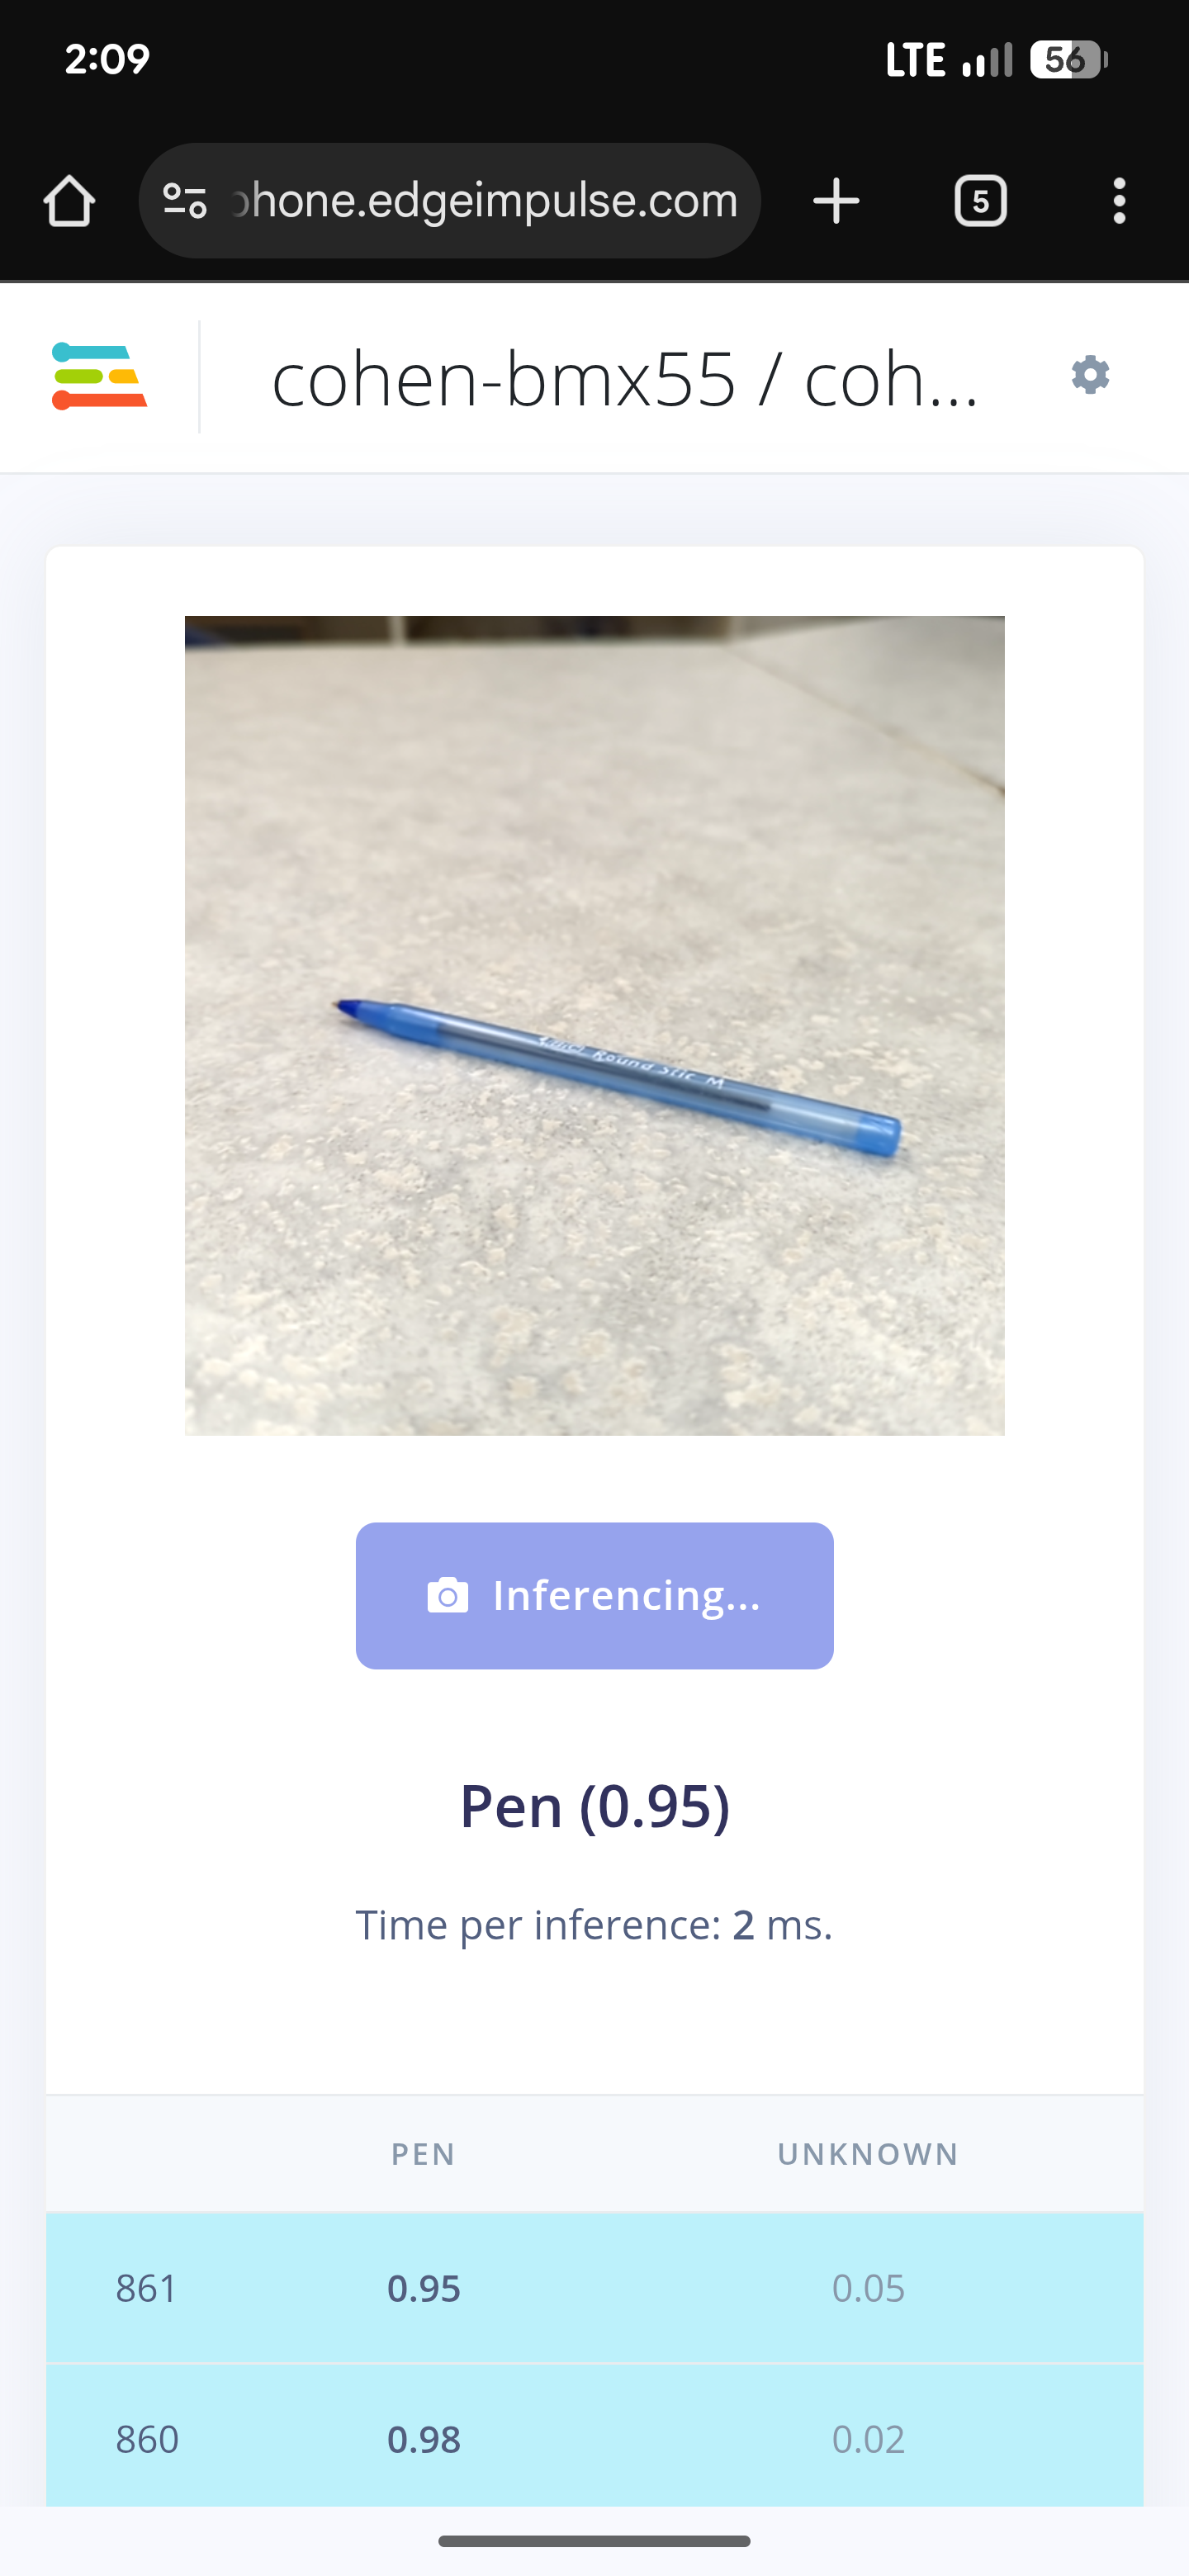 2:09
LTE
56
phone.edgeimpulse.com
5
cohen-bmx55 / coh...
Round Stic M
Inferencing...
Pen (0.95)
Time per inference: 2 ms.
PEN UNKNOWN
861 0.95 0.05
860 0.98 0.02